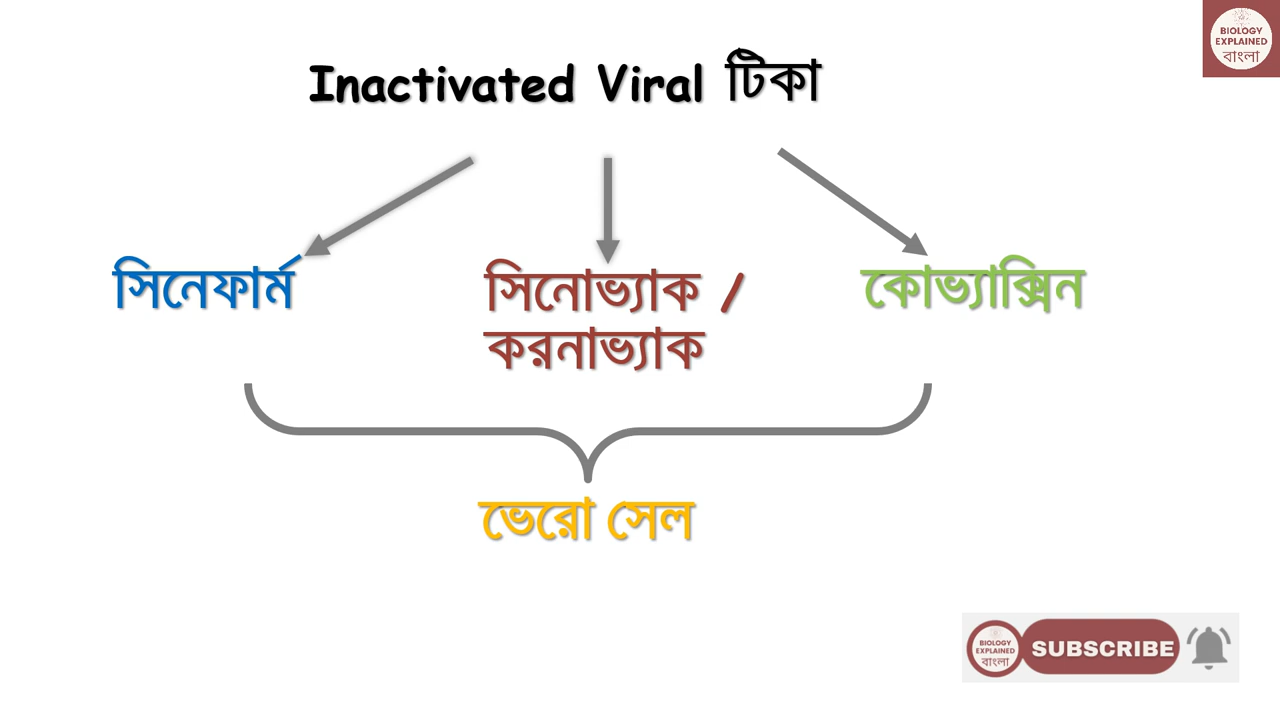 BIOLOGY
EXPLAINED
বাংলা
Inactivated Viral টিকা
সিনেফার্ম
সিনোভ্যাক /
করনাভ্যাক
কোভ্যাক্সিন
ভেরো সেল
BIOLOGY
EXPLAINED
বাংলা
SUBSCRIBE